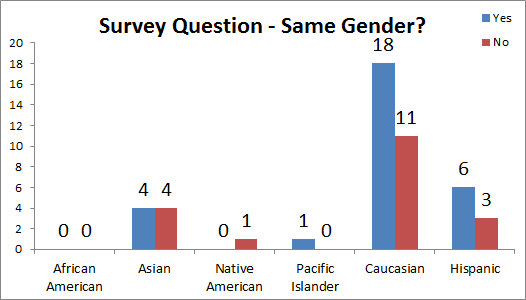 Survey Question - Same Gender?
Yes
No
20
18
16
14
12
10
8
6
4
2
0
0 0
4 4
0 1
1 0
18 11
6 3
African American
Asian
Native American
Pacific Islander
Caucasian
Hispanic